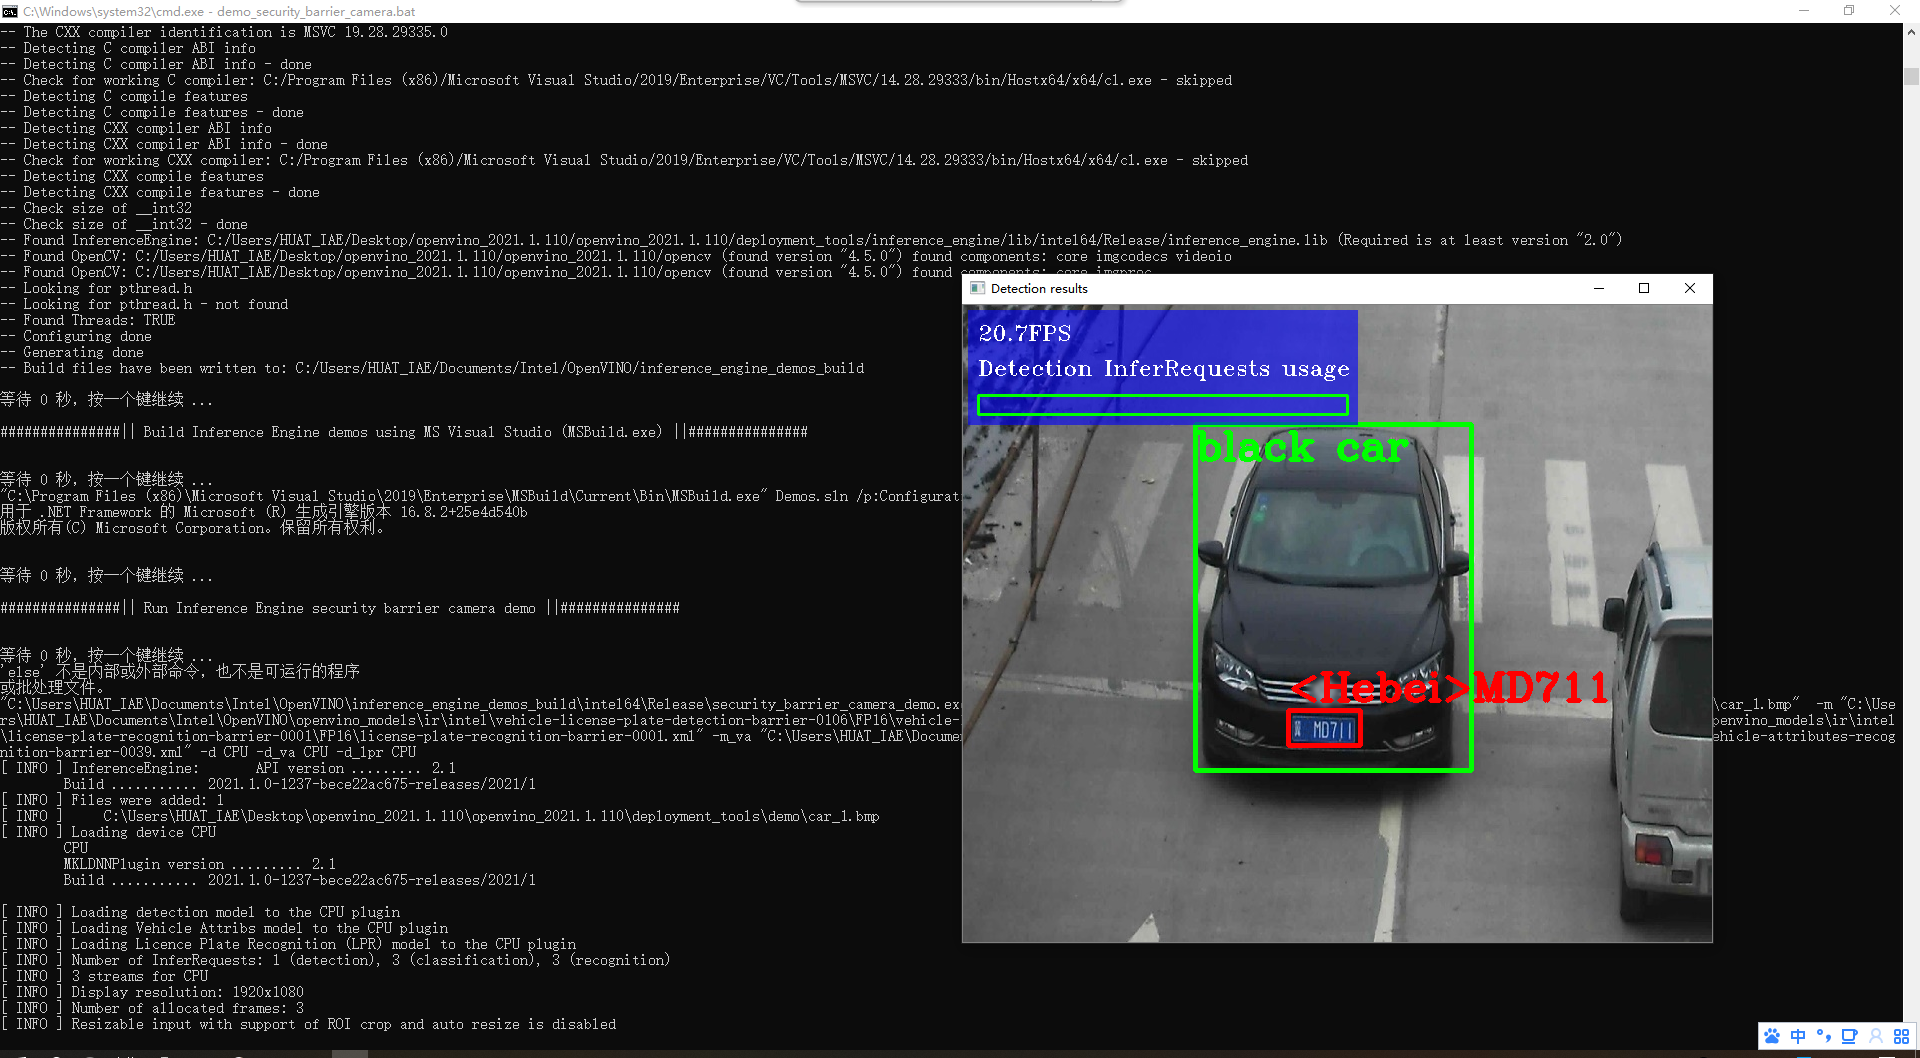 C:\Windows\system32\cmd.exe - demo_security_barrier_camera.bat
-- The CXX compiler identification is MSVC 19.28.29335.0
-- Detecting C compiler ABI info
-- Detecting C compiler ABI info - done
-- Check for working C compiler: C:/Program Files (x86)/Microsoft Visual Studio/2019/Enterprise/VC/Tools/MSVC/14.28.29333/bin/Hostx64/x64/cl.exe - skipped
-- Detecting C compile features
-- Detecting C compile features - done
-- Detecting CXX compiler ABI info
-- Detecting CXX compiler ABI info - done
-- Check for working CXX compiler: C:/Program Files (x86)/Microsoft Visual Studio/2019/Enterprise/VC/Tools/MSVC/14.28.29333/bin/Hostx64/x64/cl.exe - skipped
-- Detecting CXX compile features
-- Detecting CXX compile features - done
-- Check size of __int32
-- Check size of __int32 - done
-- Found InferenceEngine: C:/Users/HUAT_IAE/Desktop/openvino_2021.1.110/openvino_2021.1.110/deployment_tools/inference_engine/lib/intel64/Release/inference_engine.lib (Required is at least version "2.0")
-- Found OpenCV: C:/Users/HUAT_IAE/Desktop/openvino_2021.1.110/openvino_2021.1.110/opencv (found version "4.5.0") found components: core imgcodecs videoio
-- Found OpenCV: C:/Users/HUAT_IAE/Desktop/openvino_2021.1.110/openvino_2021.1.110/opencv (found version "4.5.0") found components: core imgproc
-- Looking for pthread.h
-- Looking for pthread.h - not found
-- Found Threads: TRUE
-- Configuring done
-- Generating done
-- Build files have been written to: C:/Users/HUAT_IAE/Documents/Intel/OpenVINO/inference_engine_demos_build
等待 0 秒，按一个键继续 ...
###############|| Build Inference Engine demos using MS Visual Studio (MSBuild.exe) ||###############
等待 0 秒，按一个键继续 ...
"C:\Program Files (x86)\Microsoft Visual Studio\2019\Enterprise\MSBuild\Current\Bin\MSBuild.exe" Demos.sln /p:Configurat
用于 .NET Framework 的 Microsoft (R) 生成引擎版本 16.8.2+25e4d540b
版权所有(C) Microsoft Corporation。保留所有权利。
等待 0 秒，按一个键继续 ...
###############|| Run Inference Engine security barrier camera demo ||###############
等待 0 秒，按一个键继续 ...
'else' 不是内部或外部命令，也不是可运行的程序
或批处理文件。
"C:\Users\HUAT_IAE\Documents\Intel\OpenVINO\inference_engine_demos_build\intel64\Release\security_barrier_camera_demo.ex \car_1.bmp" -m "C:\Use
rs\HUAT_IAE\Documents\Intel\OpenVINO\openvino_models\ir\intel\vehicle-license-plate-detection-barrier-0106\FP16\vehicle- penvino_models\ir\intel
\license-plate-recognition-barrier-0001\FP16\license-plate-recognition-barrier-0001.xml" -m_va "C:\Users\HUAT_IAE\Docume ehicle-attributes-recog
nition-barrier-0039.xml" -d CPU -d_va CPU -d_lpr CPU
[ INFO ] InferenceEngine: API version ......... 2.1
Build ........... 2021.1.0-1237-bece22ac675-releases/2021/1
[ INFO ] Files were added: 1
[ INFO ] C:\Users\HUAT_IAE\Desktop\openvino_2021.1.110\openvino_2021.1.110\deployment_tools\demo\car_1.bmp
[ INFO ] Loading device CPU
CPU
MKLDNNPlugin version ......... 2.1
Build ........... 2021.1.0-1237-bece22ac675-releases/2021/1
[ INFO ] Loading detection model to the CPU plugin
[ INFO ] Loading Vehicle Attribs model to the CPU plugin
[ INFO ] Loading Licence Plate Recognition (LPR) model to the CPU plugin
[ INFO ] Number of InferRequests: 1 (detection), 3 (classification), 3 (recognition)
[ INFO ] 3 streams for CPU
[ INFO ] Display resolution: 1920x1080
[ INFO ] Number of allocated frames: 3
[ INFO ] Resizable input with support of ROI crop and auto resize is disabled
Detection results
20.7FPS
Detection InferRequests usage
black car
<Hebei>MD711
MD711
中